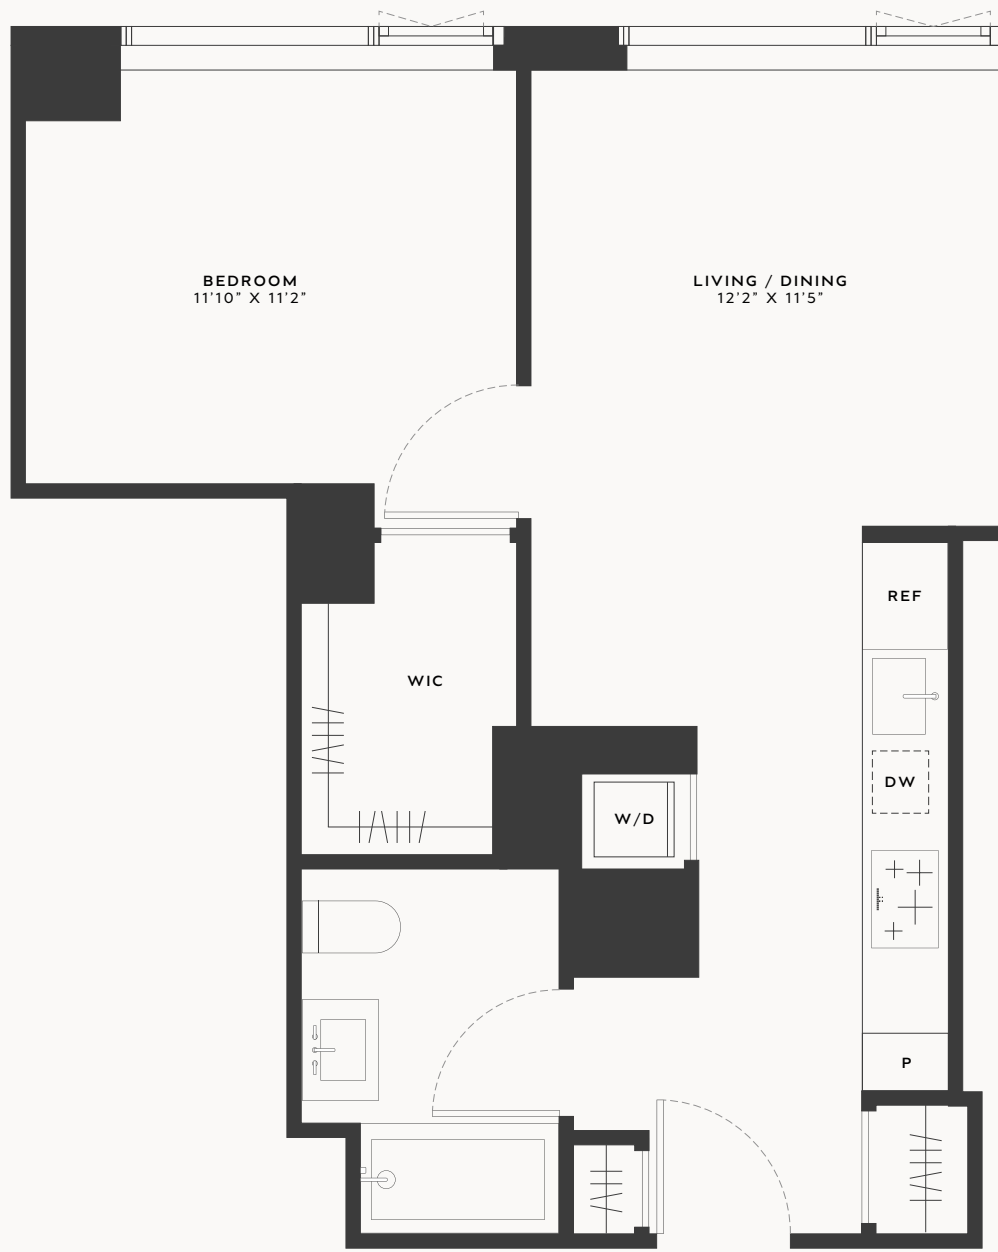 BEDROOM
11’10” X 11’2”
LIVING / DINING
12’2” X 11’5”
REF
WIC
DW
W/D
P